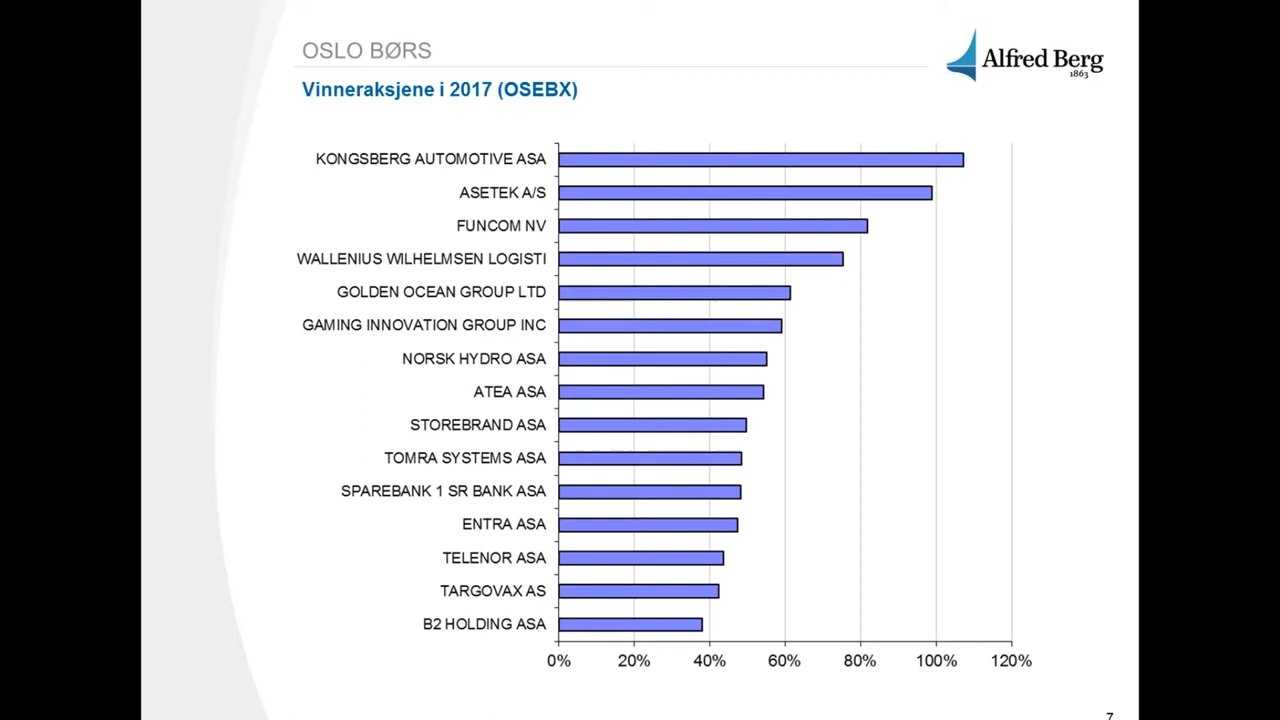 OSLO BØRS
Alfred Berg
1863
Vinneraksjene i 2017 (OSEBX)
KONGSBERG AUTOMOTIVE ASA
ASETEK A/S
FUNCOM NV
WALLENIUS WILHELMSEN LOGISTI
GOLDEN OCEAN GROUP LTD
GAMING INNOVATION GROUP INC
NORSK HYDRO ASA
ATEA ASA
STOREBRAND ASA
TOMRA SYSTEMS ASA
SPAREBANK 1 SR BANK ASA
ENTRA ASA
TELENOR ASA
TARGOVAX AS
B2 HOLDING ASA
0% 20% 40% 60% 80% 100% 120%
7